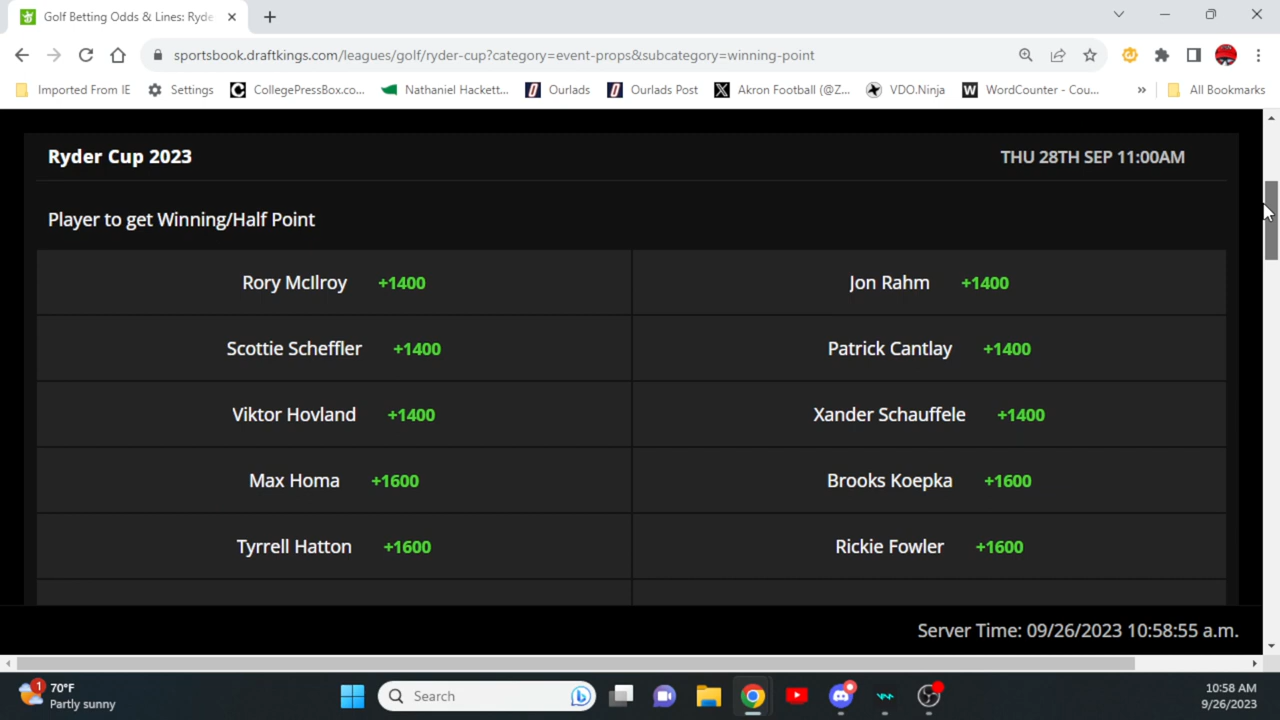 Golf Betting Odds & Lines: Ryde
sportsbook.draftkings.com/leagues/golf/ryder-cup?category=event-props&subcategory=winning-point
Imported From IE Settings CollegePressBox.co... Nathaniel Hackett... Ourlads Ourlads Post Akron Football (@Z... VDO.Ninja WordCounter - Cou... » All Bookmarks
Ryder Cup 2023 THU 28TH SEP 11:00AM
Player to get Winning/Half Point
Rory McIlroy +1400 Jon Rahm +1400
Scottie Scheffler +1400 Patrick Cantlay +1400
Viktor Hovland +1400 Xander Schauffele +1400
Max Homa +1600 Brooks Koepka +1600
Tyrrell Hatton +1600 Rickie Fowler +1600
Server Time: 09/26/2023 10:58:55 a.m.
1 70°F
Partly sunny
Search
10:58 AM
9/26/2023